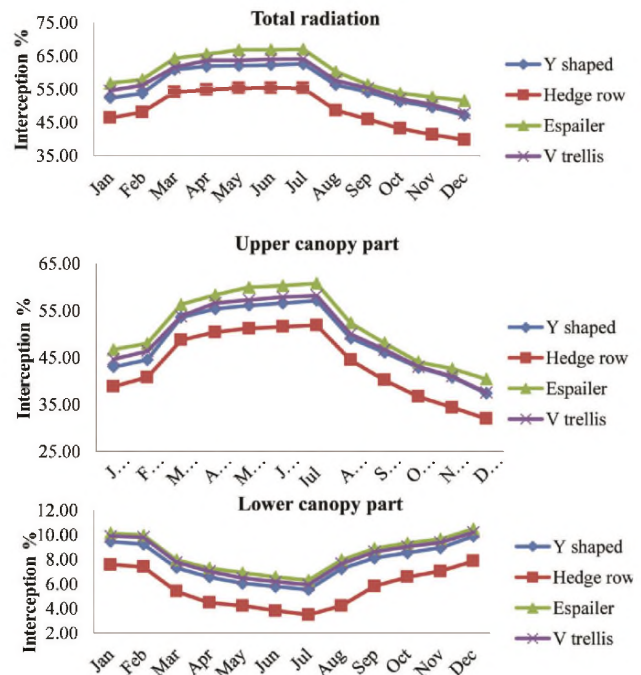 Total radiation
Interception %
75.00
65.00
55.00
45.00
35.00
Jan Feb Mar Apr May Jun Jul Aug Sep Oct Nov Dec
Y shaped
Hedge row
Espailer
V trellis
Upper canopy part
Interception %
65.00
55.00
45.00
35.00
25.00
J... F... M... A... M... J... Jul A... S... O... N... D...
Y shaped
Hedge row
Espailer
V trellis
Lower canopy part
Interception %
12.00
10.00
8.00
6.00
4.00
2.00
Jan Feb Mar Apr May Jun Jul Aug Sep Oct Nov Dec
Y shaped
Hedge row
Espailer
V trellis